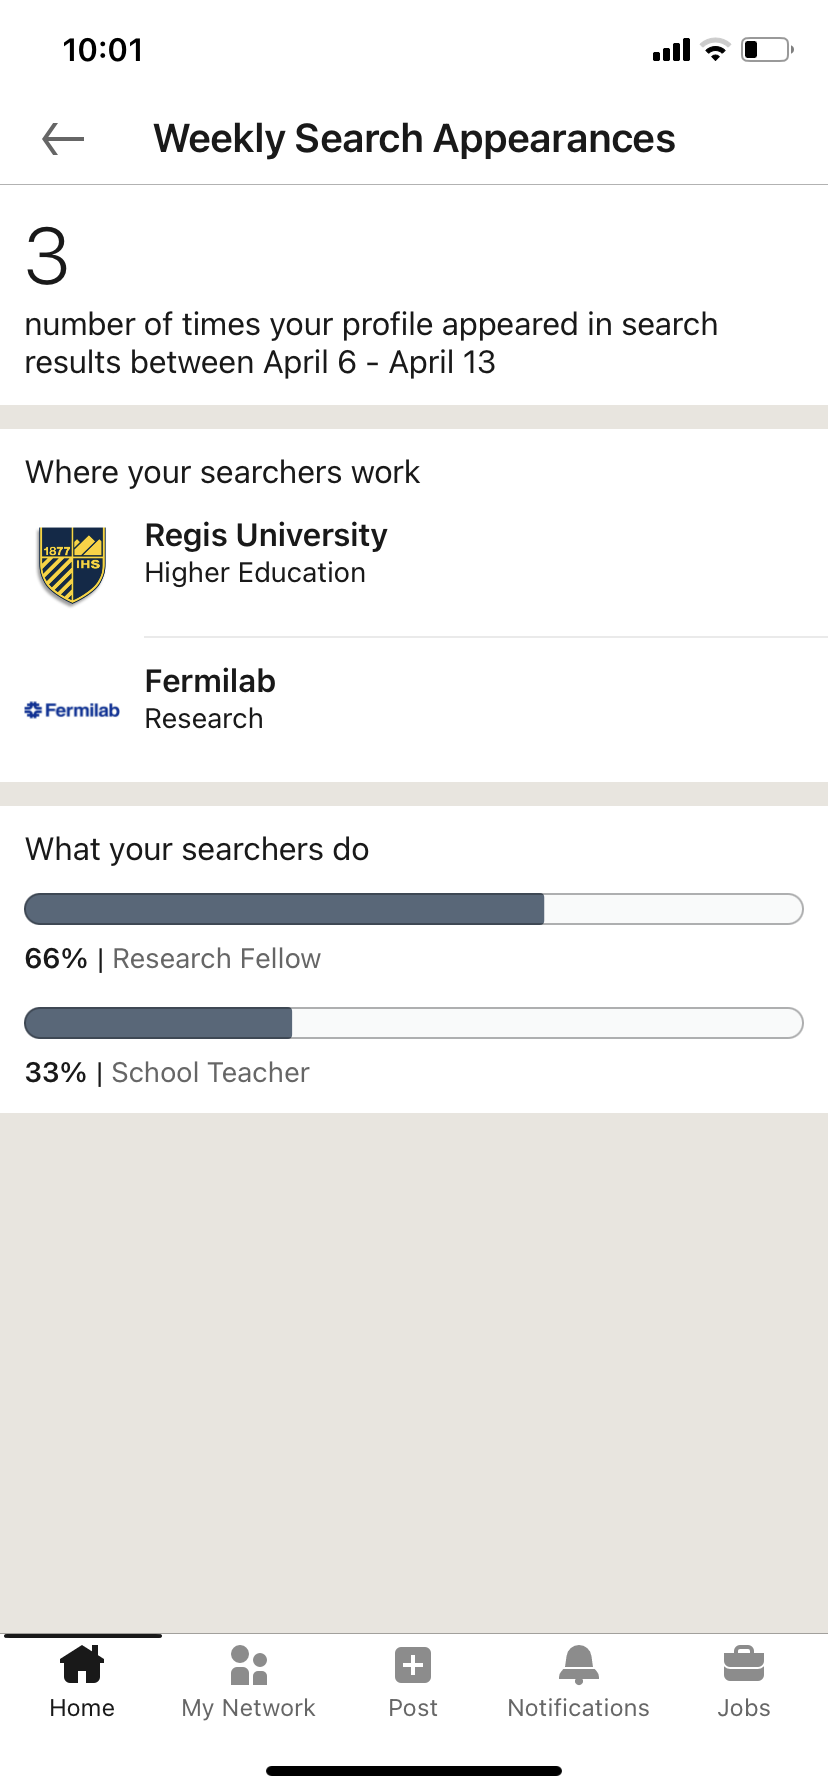 10:01
Weekly Search Appearances
3
number of times your profile appeared in search
results between April 6 - April 13
Where your searchers work
1877
IHS
Regis University
Higher Education
Fermilab
Fermilab
Research
What your searchers do
66% | Research Fellow
33% | School Teacher
Home
My Network
Post
Notifications
Jobs